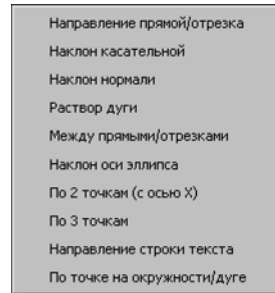 Направление прямой/отрезка
Наклон касательной
Наклон нормали
Раствор дуги
Между прямыми/отрезками
Наклон оси эллипса
По 2 точкам (с осью X)
По 3 точкам
Направление строки текста
По точке на окружности/дуге